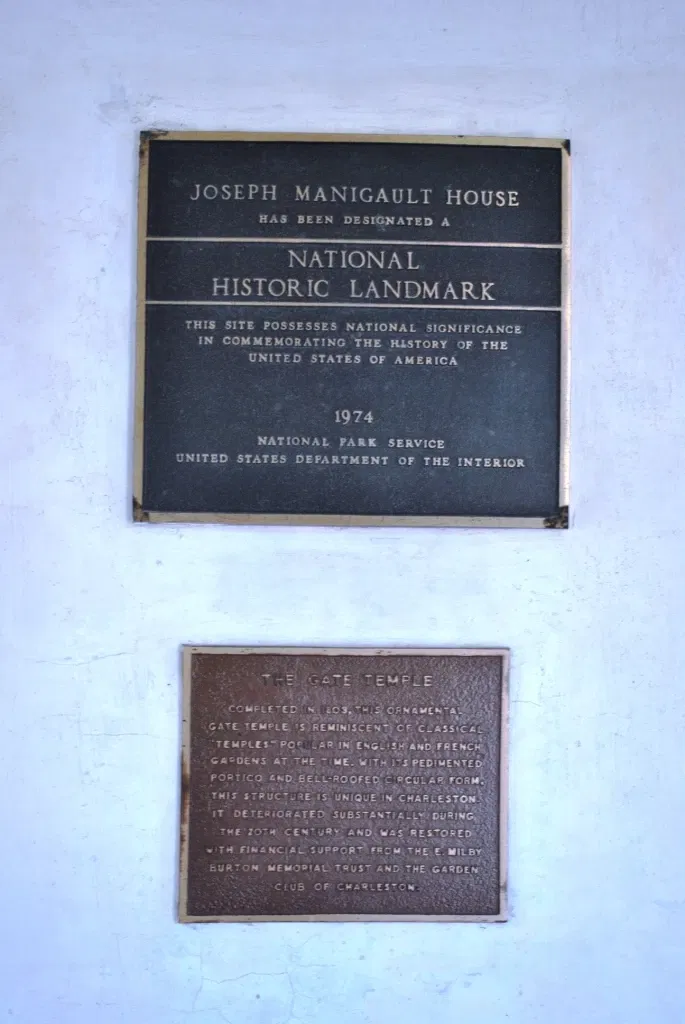 JOSEPH MANIGAULT HOUSE
HAS BEEN DESIGNATED A
NATIONAL
HISTORIC LANDMARK
THIS SITE POSSESSES NATIONAL SIGNIFICANCE
IN COMMEMORATING THE HISTORY OF THE
UNITED STATES OF AMERICA
1974
NATIONAL PARK SERVICE
UNITED STATES DEPARTMENT OF THE INTERIOR
THE GATE TEMPLE
COMPLETED IN 1803, THIS ORNAMENTAL
GATE TEMPLE IS REMINISCENT OF CLASSICAL
"TEMPLES" POPULAR IN ENGLISH AND FRENCH
GARDENS AT THE TIME. WITH ITS PEDIMENTED
PORTICO AND BELL-ROOFED CIRCULAR FORM,
THIS STRUCTURE IS UNIQUE IN CHARLESTON.
IT DETERIORATED SUBSTANTIALLY DURING
THE 20TH CENTURY AND WAS RESTORED
WITH FINANCIAL SUPPORT FROM THE E. MILBY
BURTON MEMORIAL TRUST AND THE GARDEN
CLUB OF CHARLESTON.